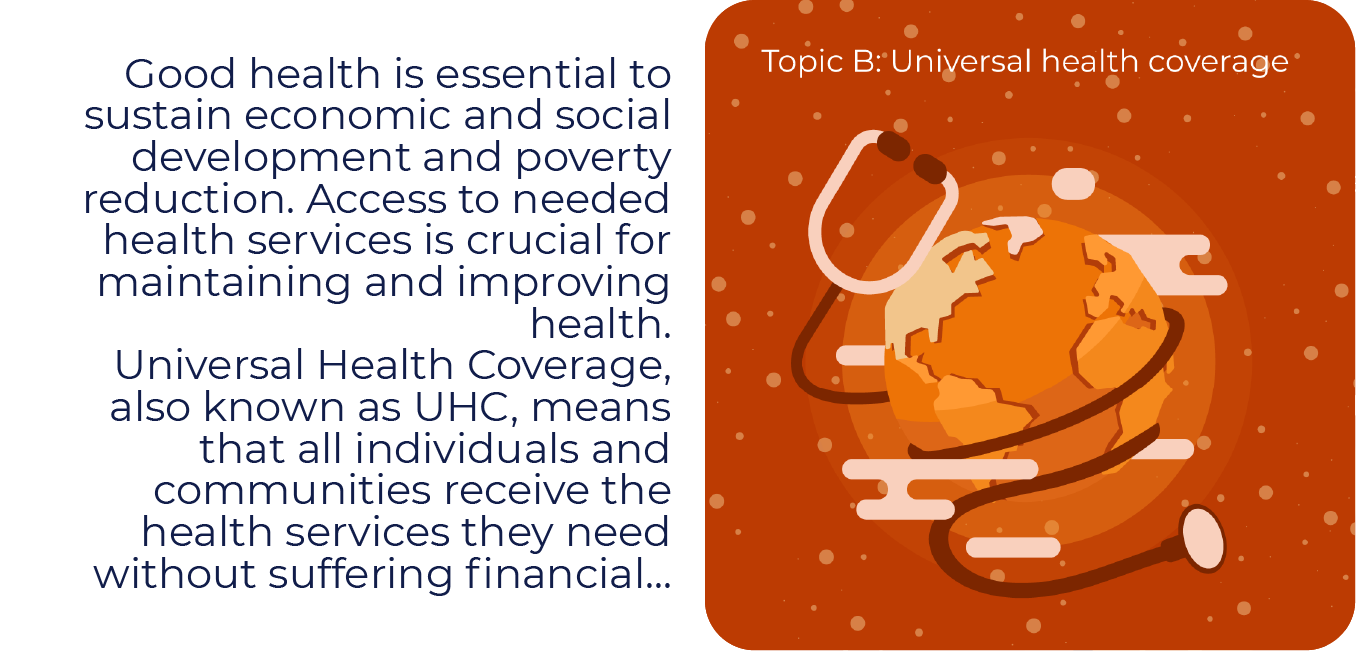 Good health is essential to
sustain economic and social
development and poverty
reduction. Access to needed
health services is crucial for
maintaining and improving
health.
Universal Health Coverage,
also known as UHC, means
that all individuals and
communities receive the
health services they need
without suffering financial...
Topic B: Universal health coverage